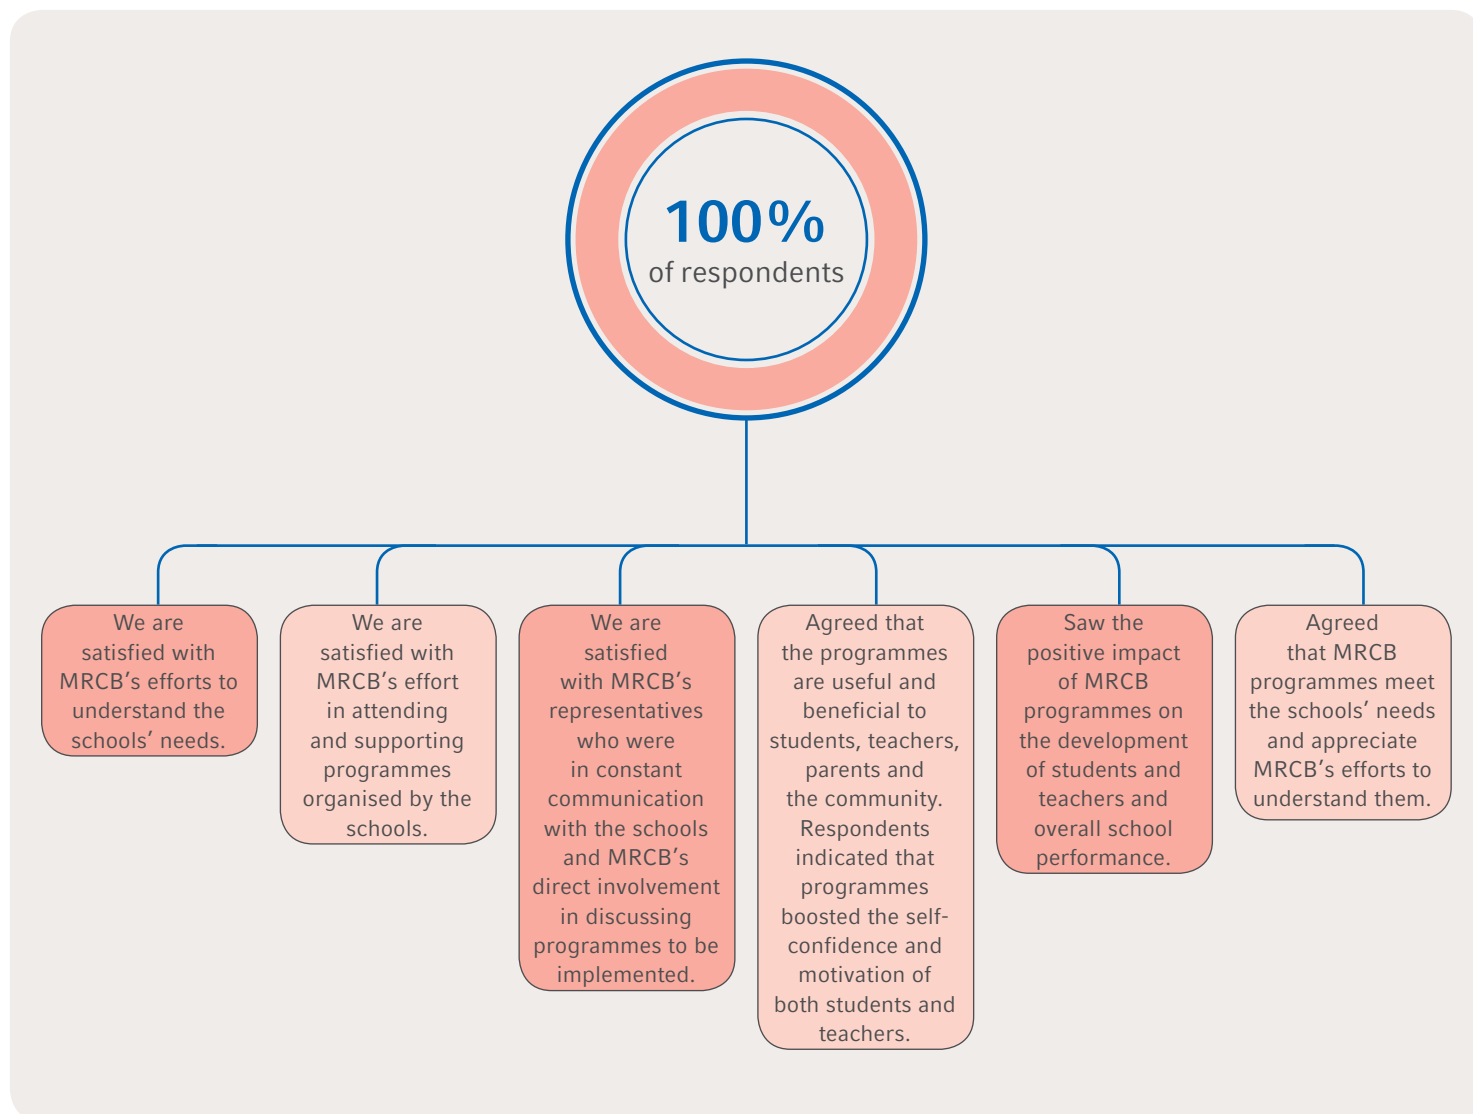 100%
of respondents
We are
satisfied with
MRCB's efforts to
understand the
schools' needs.
We are
satisfied with
MRCB's effort
in attending
and supporting
programmes
organised by the
schools.
We are
satisfied
with MRCB's
representatives
who were
in constant
communication
with the schools
and MRCB's
direct involvement
in discussing
programmes to be
implemented.
Agreed that
the programmes
are useful and
beneficial to
students, teachers,
parents and
the community.
Respondents
indicated that
programmes
boosted the self-
confidence and
motivation of
both students and
teachers.
Saw the
positive impact
of MRCB
programmes on
the development
of students and
teachers and
overall school
performance.
Agreed
that MRCB
programmes meet
the schools' needs
and appreciate
MRCB's efforts to
understand them.